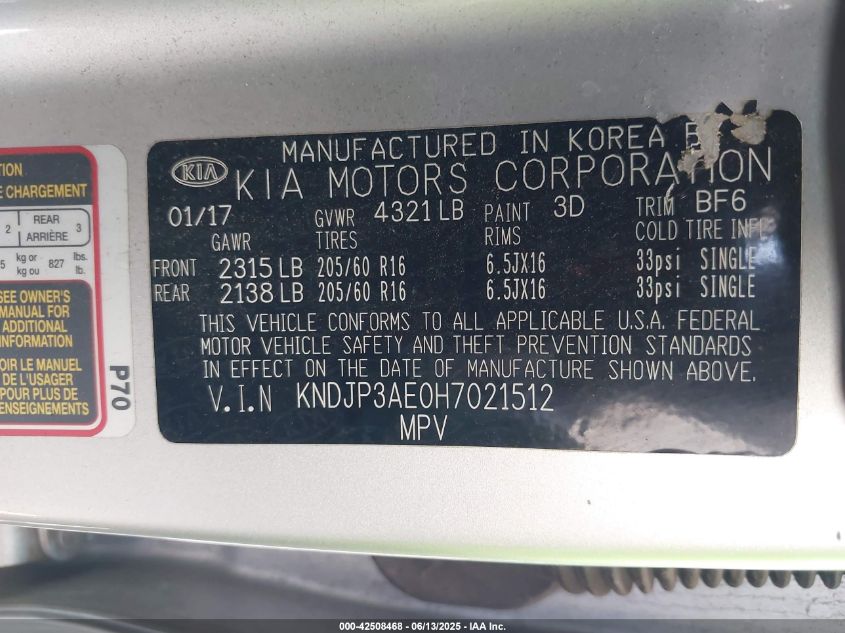 TION
E CHARGEMENT
2 REAR ARRIÈRE 3
5 kg or kg ou 827 lbs. lb.
SEE OWNER'S
MANUAL FOR
ADDITIONAL
INFORMATION
OIR LE MANUEL
DE L'USAGER
POUR PLUS DE
ENSEIGNEMENTS
P70
MANUFACTURED IN KOREA
KIA KIA MOTORS CORPORATION
01/17 GVWR 4321 LB PAINT 3D TRIM BF6
GAWR TIRES RIMS COLD TIRE INFL
FRONT 2315 LB 205/60 R16 6.5JX16 33psi SINGLE
REAR 2138 LB 205/60 R16 6.5JX16 33psi SINGLE
THIS VEHICLE CONFORMS TO ALL APPLICABLE U.S.A. FEDERAL
MOTOR VEHICLE SAFETY AND THEFT PREVENTION STANDARDS
IN EFFECT ON THE DATE OF MANUFACTURE SHOWN ABOVE.
V.I.N KNDJP3AE0H7021512
MPV
000-42508468 - 06/13/2025 - IAA, Inc.